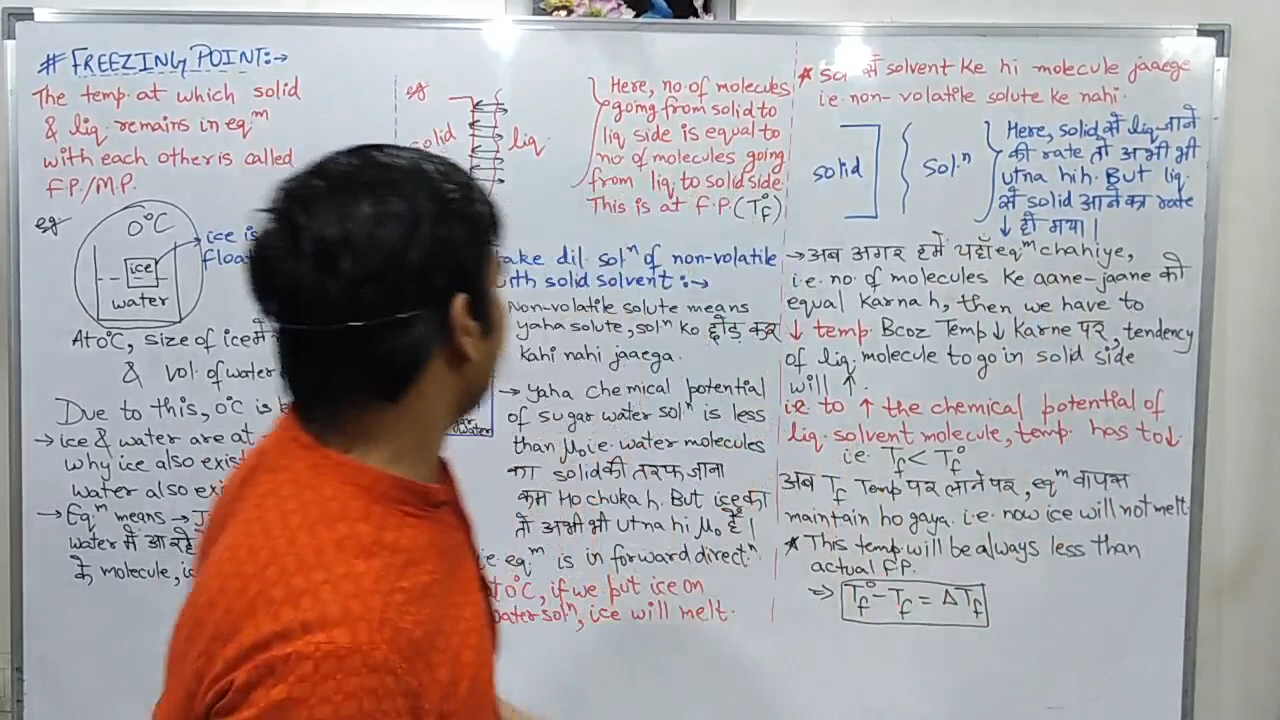 # FREEZING POINT:→
The temp. at which solid
& liq. remains in eqᵐ
with each other is called
F.P./M.P.
eg
0°C
ice is
float
ice
water
At 0°C, size of ice में
& vol. of water
Due to this, 0°C is
→ ice & water are at
why ice also exis
water also exi
→ Eqᵐ means →
water में आ रहे
के molecule, ic
eg
solid
liq.
Here, no. of molecules
going from solid to
liq. side is equal to
no. of molecules going
from liq. to solid side
This is at F.P. (T°f)
take dil. solⁿ of non-volatile
with solid solvent:→
Non-volatile solute means
yaha solute, solⁿ ko छोड़ कर
kahi nahi jaaega.
→ yaha chemical potential
of sugar water solⁿ is less
than μ₀ i.e. water molecules
का solid की तरफ जाना
कम Ho chuka h. But ice का
तो अभी भी utna hi μ₀ है।
i.e. eqᵐ is in forward directⁿ
At 0°C, if we put ice on
water solⁿ, ice will melt.
water
* से solvent ke hi molecule jaaege
i.e. non-volatile solute ke nahi.
solid
Solⁿ
Here, solid से liq. जाने
की rate तो अभी भी
utna hi h. But liq.
से solid आने का rate
↓ हो गया।
→ अब अगर हमें यहाँ eqᵐ chahiye,
i.e. no. of molecules ke aane-jaane को
equal karna h, then we have to
↓ temp. Bcoz Temp↓ karne पर, tendency
of liq. molecule to go in solid side
will ↑.
i.e. to ↑ the chemical potential of
liq. solvent molecule, temp. has to↓.
i.e. Tf < T°f
अब Tf Temp पर लाने पर, eqᵐ वापस
maintain ho gaya. i.e. now ice will not melt.
* This temp. will be always less than
actual F.P.
⇒ T°f - Tf = ΔTf